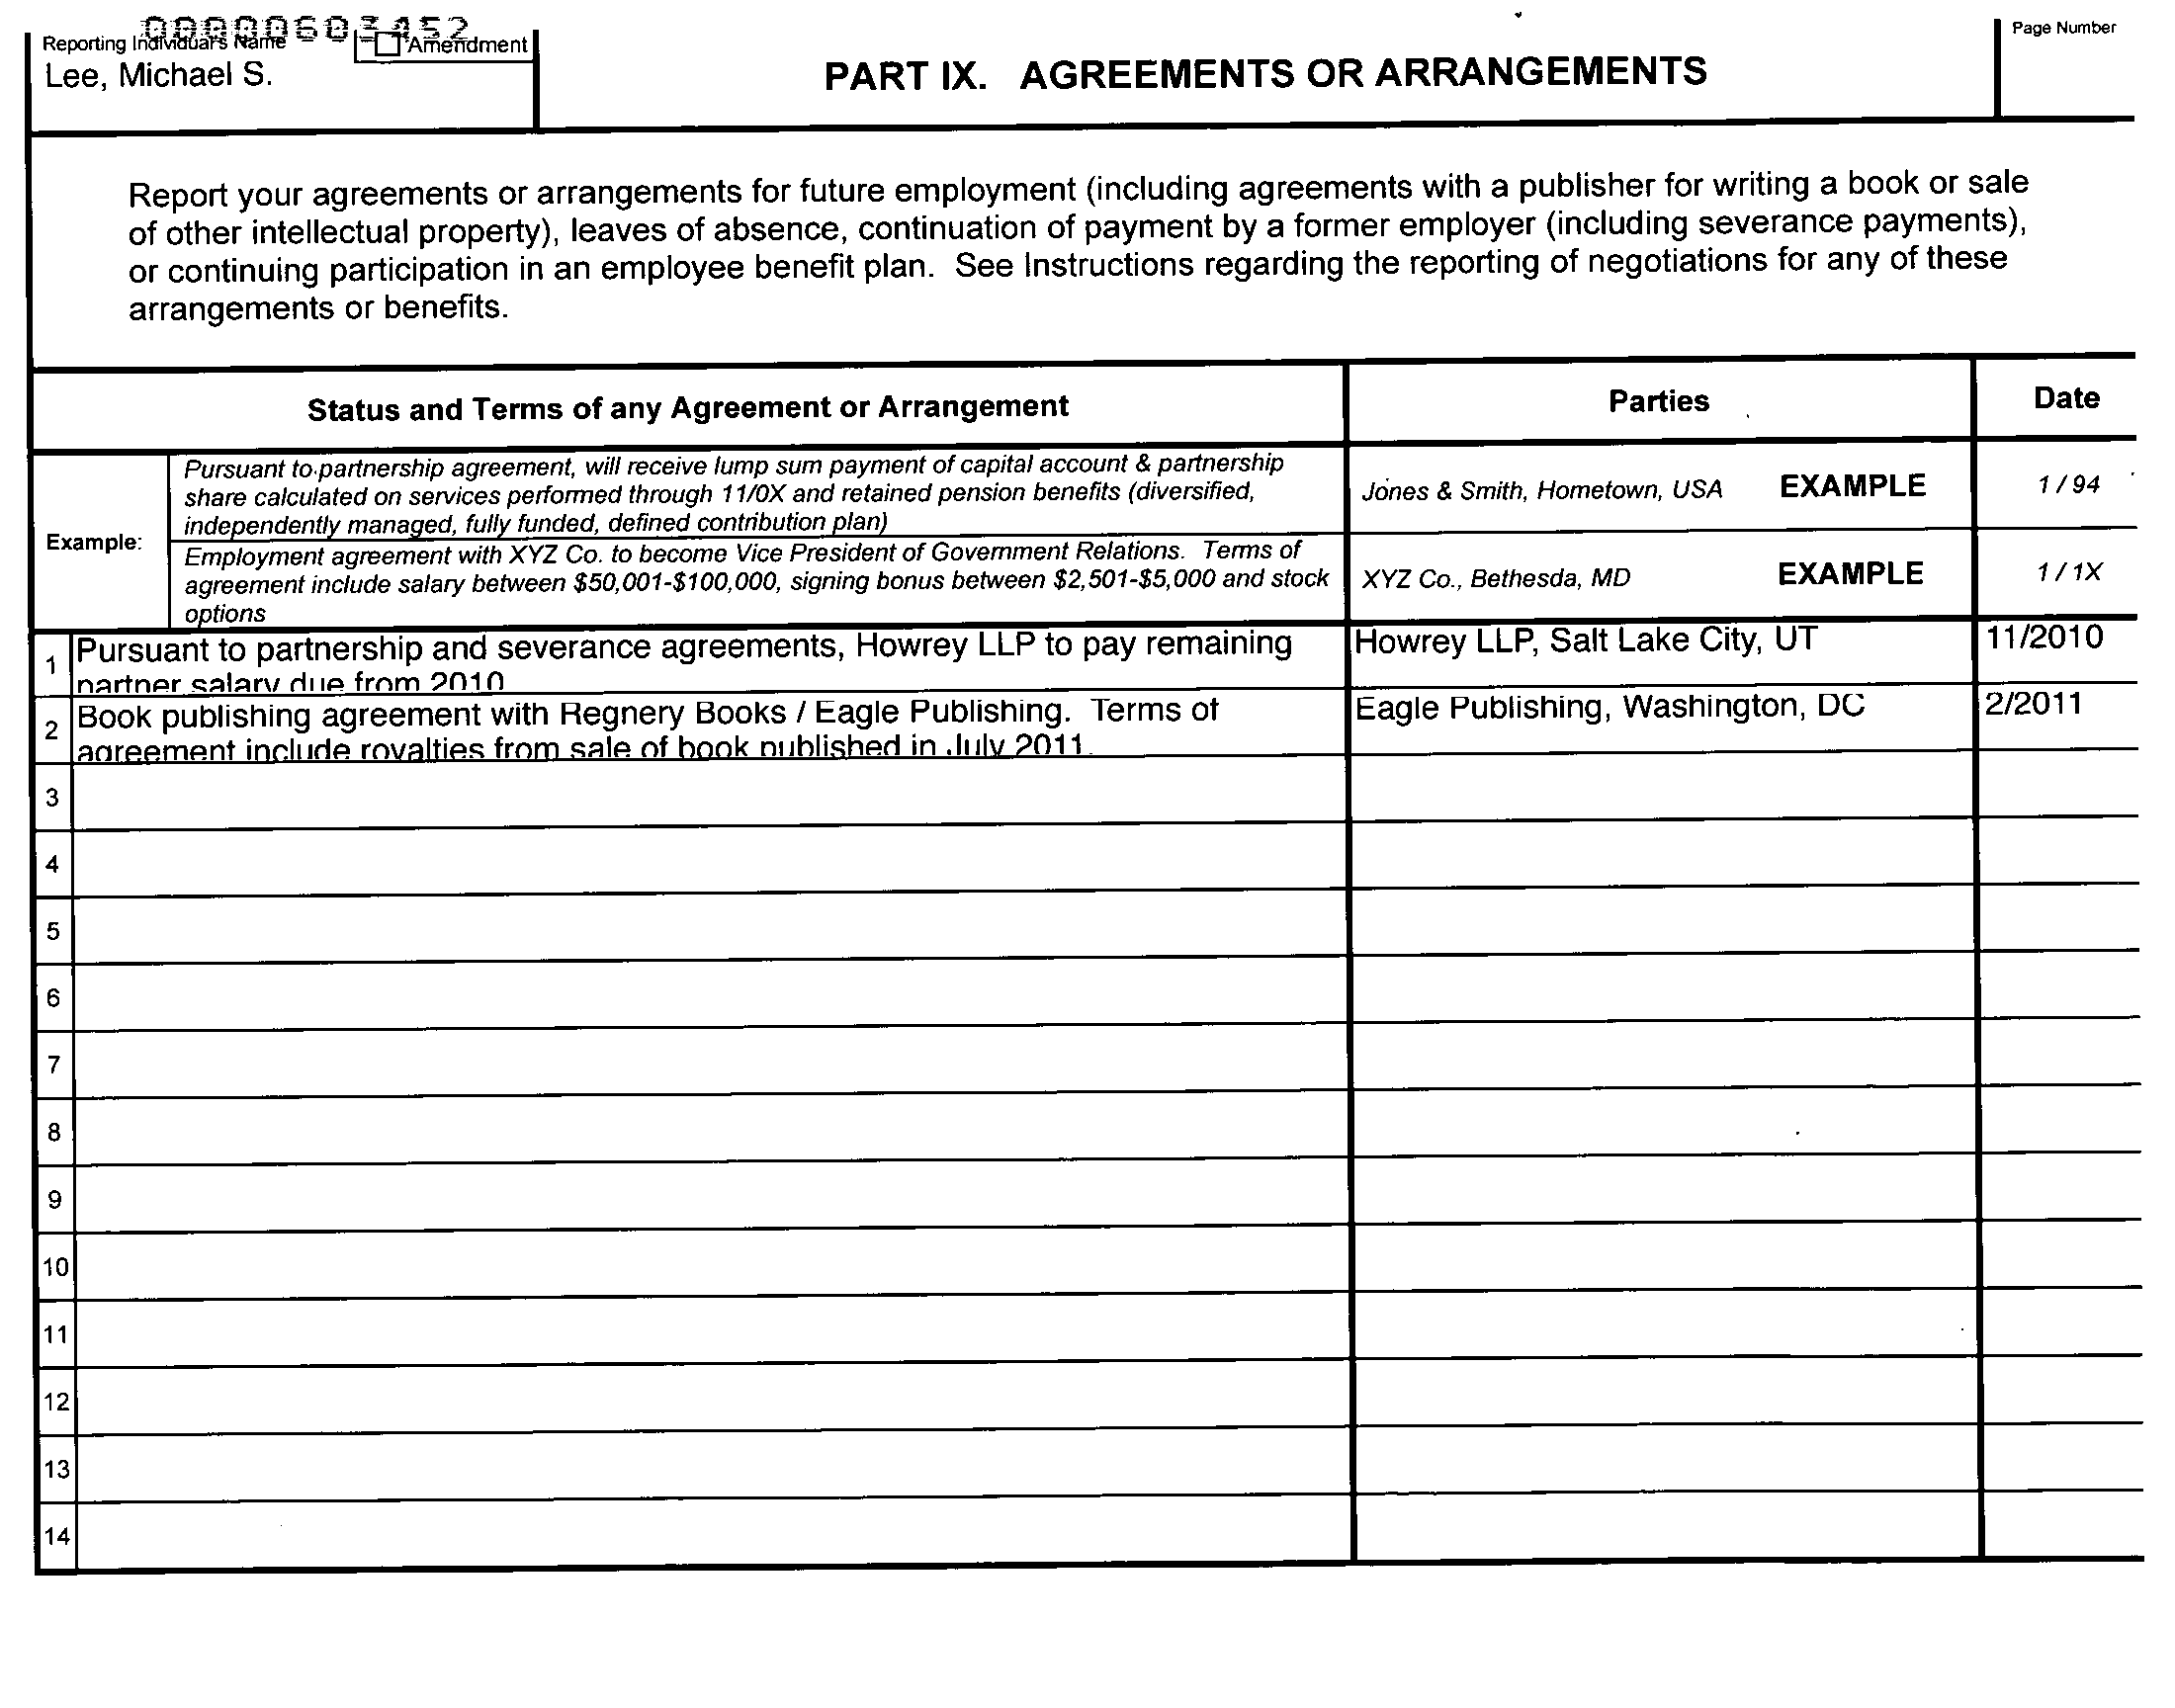 Reporting Individual's Name
Amendment
Page Number
Lee, Michael S.
PART IX. AGREEMENTS OR ARRANGEMENTS
Report your agreements or arrangements for future employment (including agreements with a publisher for writing a book or sale
of other intellectual property), leaves of absence, continuation of payment by a former employer (including severance payments),
or continuing participation in an employee benefit plan. See Instructions regarding the reporting of negotiations for any of these
arrangements or benefits.
Status and Terms of any Agreement or Arrangement
Parties
Date
Example:
Pursuant to partnership agreement, will receive lump sum payment of capital account & partnership
share calculated on services performed through 11/0X and retained pension benefits (diversified,
independently managed, fully funded, defined contribution plan)
Jones & Smith, Hometown, USA EXAMPLE
1 / 94
Employment agreement with XYZ Co. to become Vice President of Government Relations. Terms of
agreement include salary between $50,001-$100,000, signing bonus between $2,501-$5,000 and stock
options
XYZ Co., Bethesda, MD EXAMPLE
1 / 1X
1
Pursuant to partnership and severance agreements, Howrey LLP to pay remaining
partner salary due from 2010
Howrey LLP, Salt Lake City, UT
11/2010
2
Book publishing agreement with Regnery Books / Eagle Publishing. Terms of
agreement include royalties from sale of book published in July 2011.
Eagle Publishing, Washington, DC
2/2011
3
4
5
6
7
8
9
10
11
12
13
14